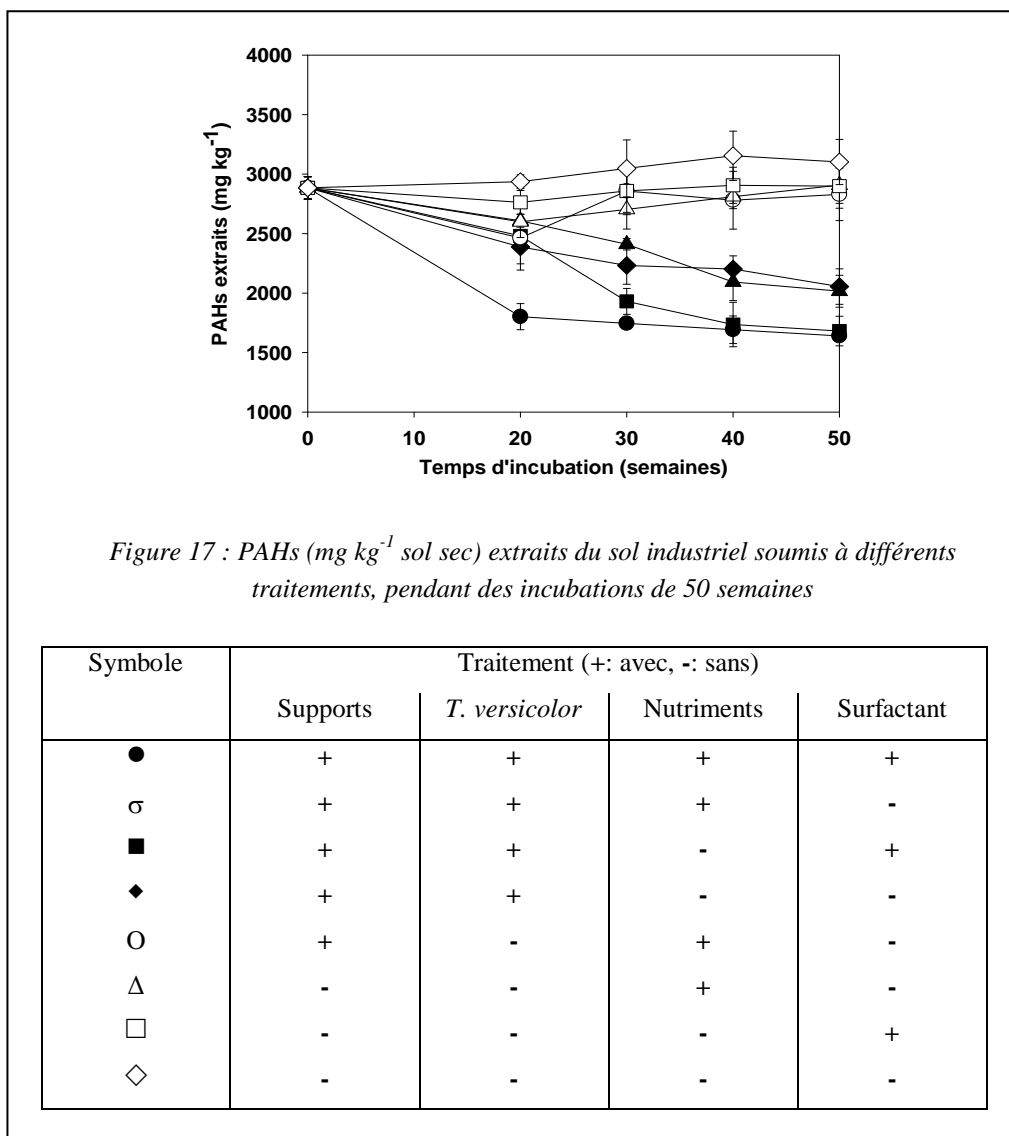 4000
3500
3000
2500
2000
1500
1000
PAHs extraits (mg kg-1)
0 10 20 30 40 50
Temps d'incubation (semaines)
Figure 17 : PAHs (mg kg-1 sol sec) extraits du sol industriel soumis à différents
traitements, pendant des incubations de 50 semaines
Symbole Traitement (+: avec, -: sans)
Supports T. versicolor Nutriments Surfactant
● + + + +
σ + + + -
■ + + - +
◆ + + - -
O + - + -
Δ - - + -
□ - - - +
◇ - - - -